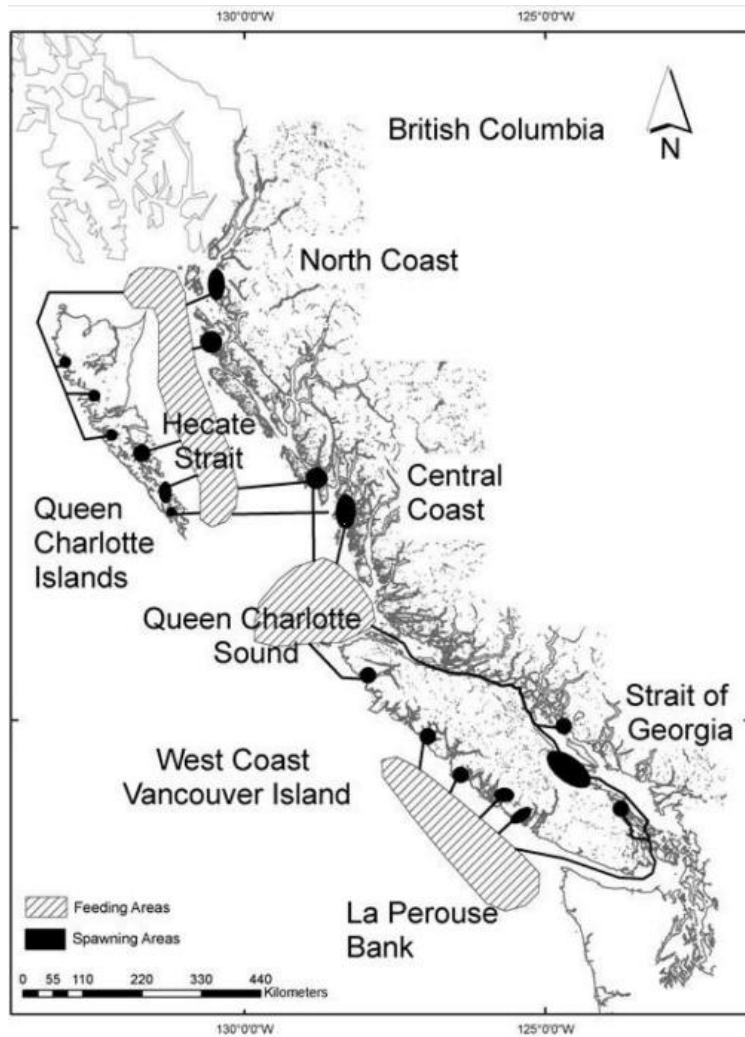 130°0'0"W 125°0'0"W
British Columbia
N
North Coast
Hecate
Strait
Central
Coast
Queen
Charlotte
Islands
Queen Charlotte
Sound
Strait of
Georgia
West Coast
Vancouver Island
La Perouse
Bank
Feeding Areas
Spawning Areas
0 55 110 220 330 440
Kilometers
130°0'0"W 125°0'0"W